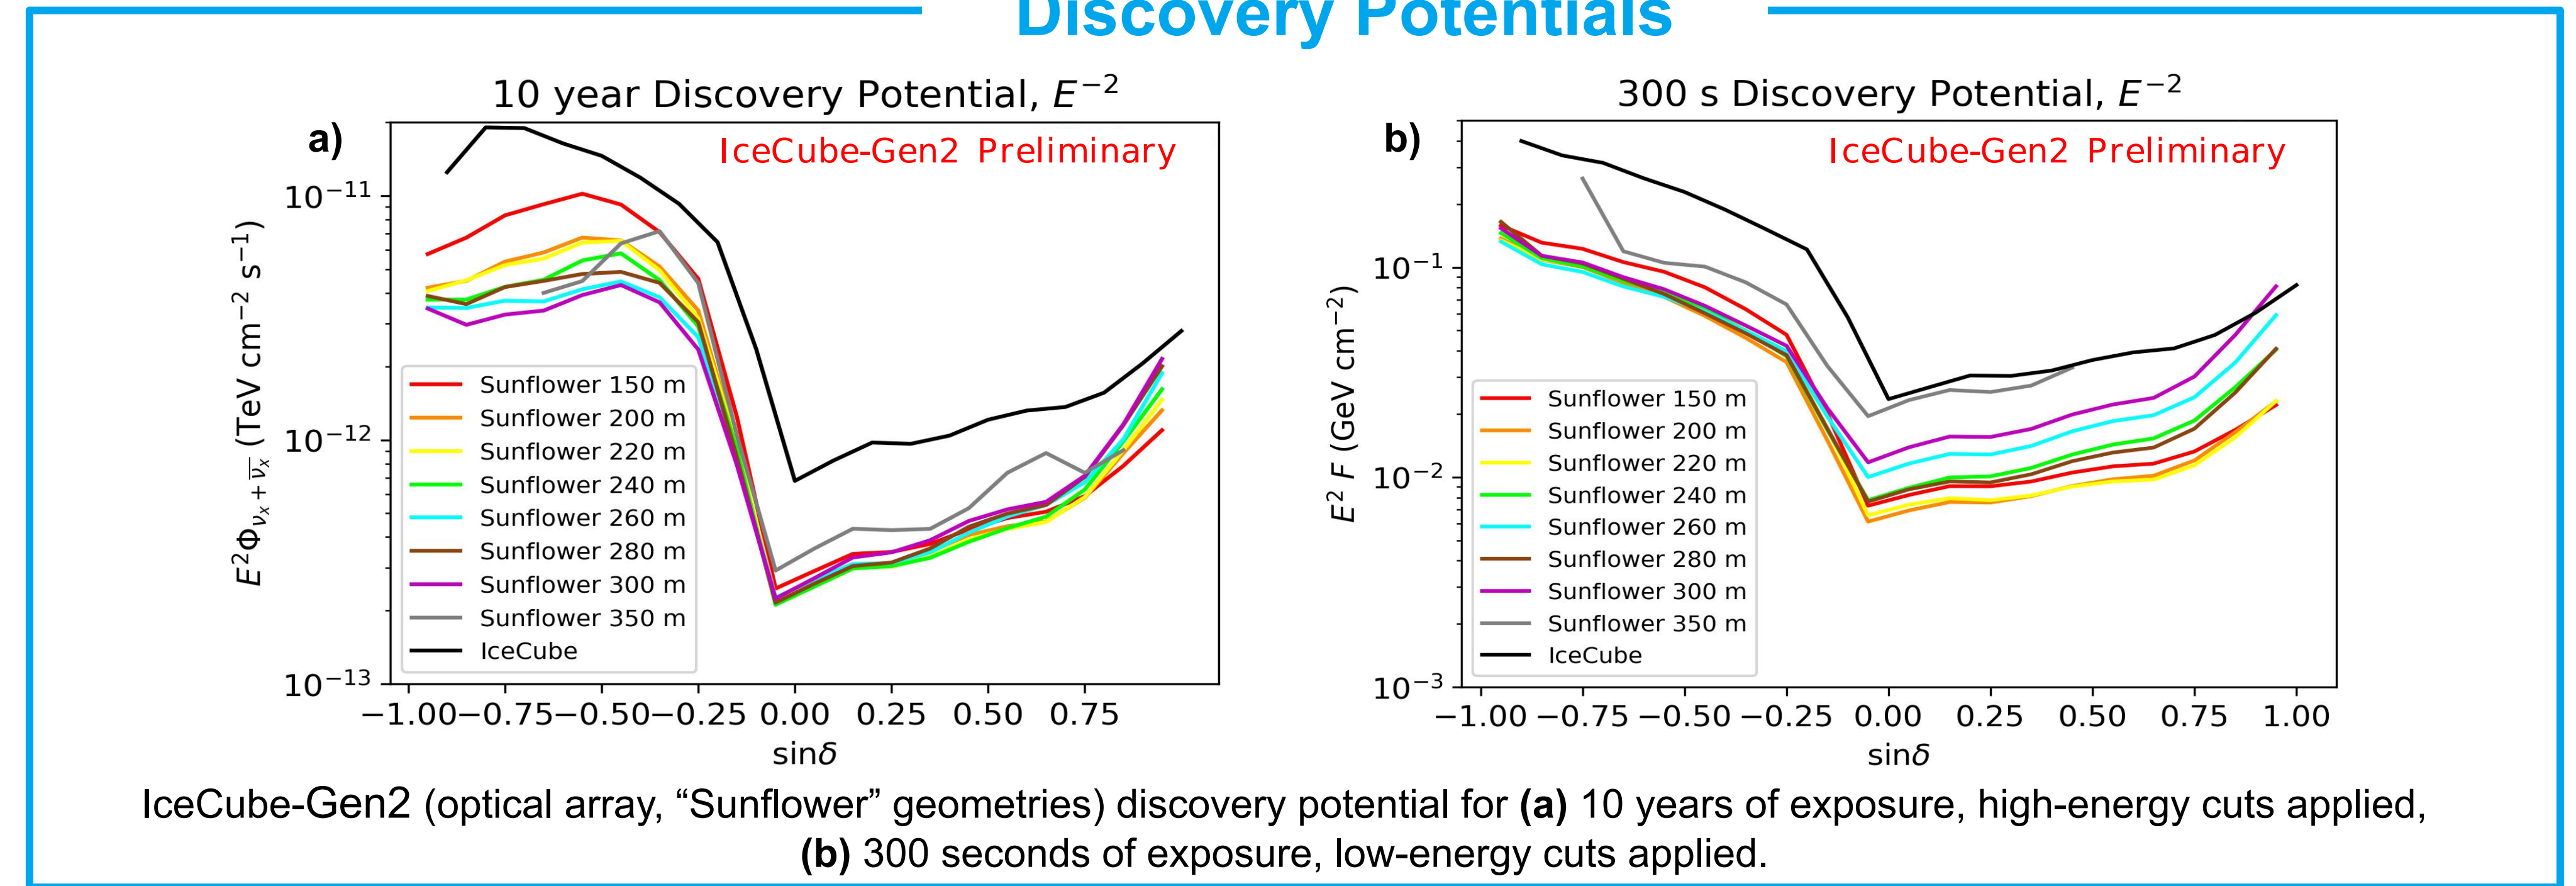 Discovery Potentials
a)
10 year Discovery Potential, E⁻²
IceCube-Gen2 Preliminary
E²Φ_{ν_x + ν̅_x} (TeV cm⁻² s⁻¹)
10⁻¹¹
10⁻¹²
10⁻¹³
Sunflower 150 m
Sunflower 200 m
Sunflower 220 m
Sunflower 240 m
Sunflower 260 m
Sunflower 280 m
Sunflower 300 m
Sunflower 350 m
IceCube
−1.00 −0.75 −0.50 −0.25 0.00 0.25 0.50 0.75
sinδ
b)
300 s Discovery Potential, E⁻²
IceCube-Gen2 Preliminary
E² F (GeV cm⁻²)
10⁻¹
10⁻²
10⁻³
Sunflower 150 m
Sunflower 200 m
Sunflower 220 m
Sunflower 240 m
Sunflower 260 m
Sunflower 280 m
Sunflower 300 m
Sunflower 350 m
IceCube
−1.00 −0.75 −0.50 −0.25 0.00 0.25 0.50 0.75 1.00
sinδ
IceCube-Gen2 (optical array, “Sunflower” geometries) discovery potential for (a) 10 years of exposure, high-energy cuts applied,
(b) 300 seconds of exposure, low-energy cuts applied.